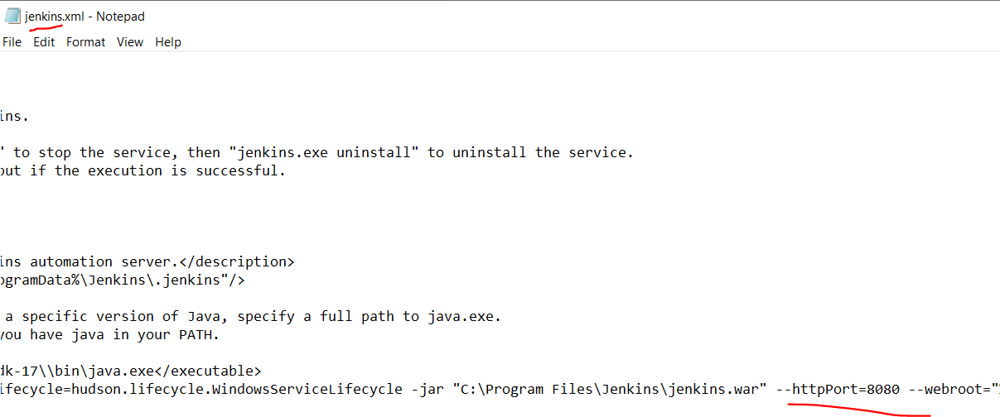 jenkins.xml - Notepad
File Edit Format View Help
ins.
' to stop the service, then "jenkins.exe uninstall" to uninstall the service.
out if the execution is successful.
ins automation server.</description>
ogramData%\Jenkins\.jenkins"/>
a specific version of Java, specify a full path to java.exe.
you have java in your PATH.
dk-17\\bin\java.exe</executable>
ifecycle=hudson.lifecycle.WindowsServiceLifecycle -jar "C:\Program Files\Jenkins\jenkins.war" --httpPort=8080 --webroot="